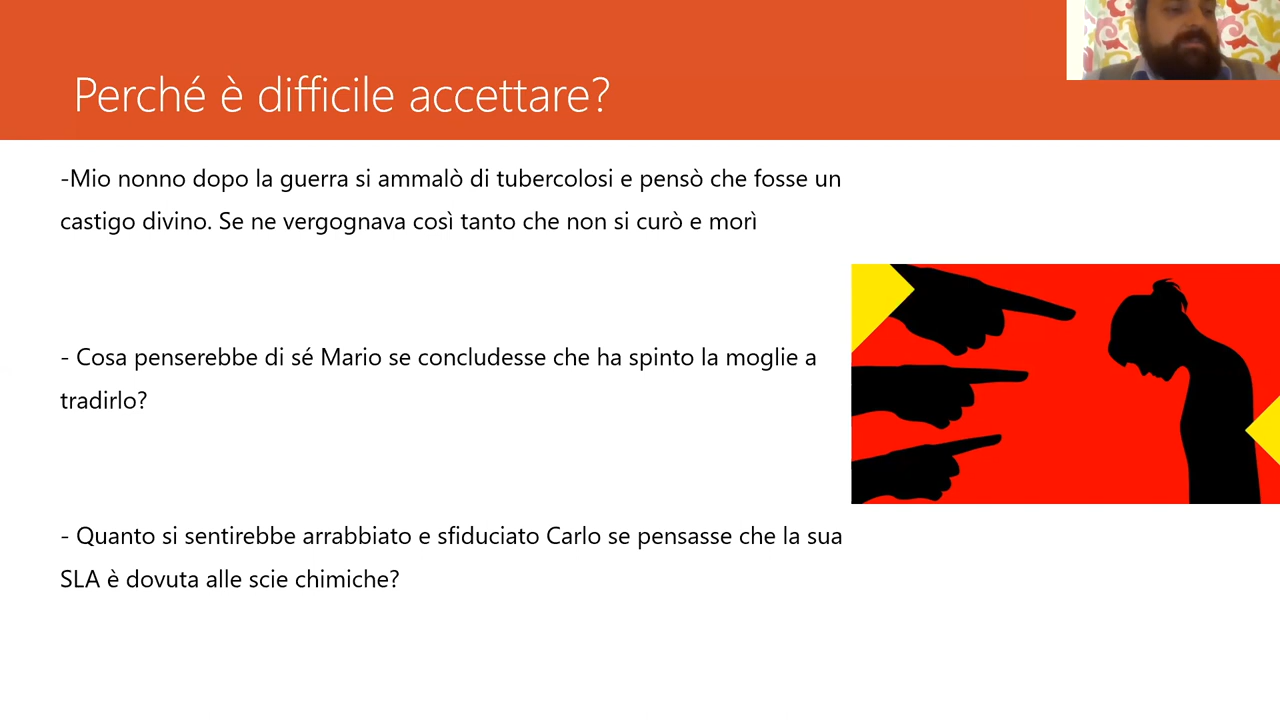 Perché è difficile accettare?
-Mio nonno dopo la guerra si ammalò di tubercolosi e pensò che fosse un
castigo divino. Se ne vergognava così tanto che non si curò e morì
- Cosa penserebbe di sé Mario se concludesse che ha spinto la moglie a
tradirlo?
- Quanto si sentirebbe arrabbiato e sfiduciato Carlo se pensasse che la sua
SLA è dovuta alle scie chimiche?